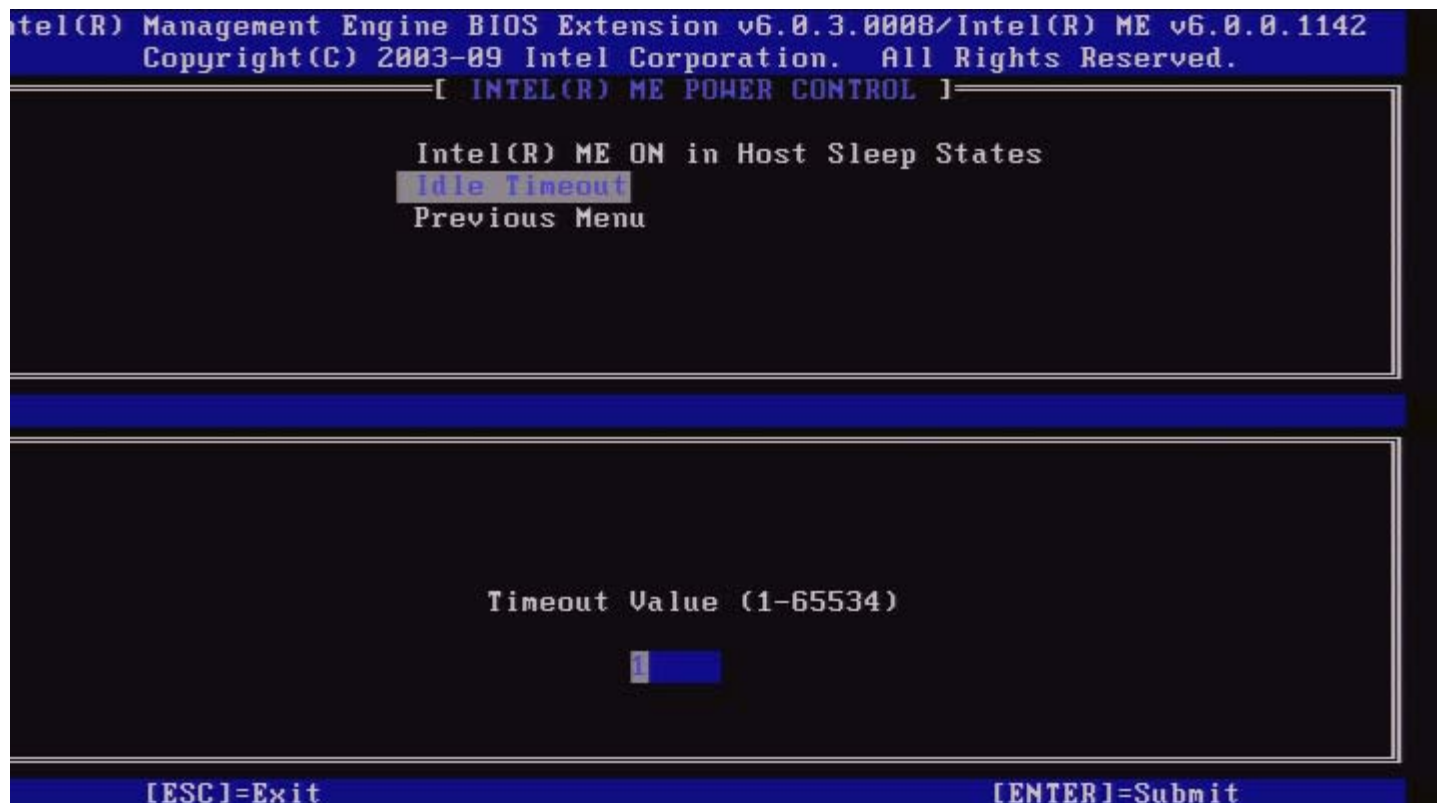 ntel(R) Management Engine BIOS Extension v6.0.3.0008/Intel(R) ME v6.0.0.1142
Copyright(C) 2003-09 Intel Corporation. All Rights Reserved.
[ INTEL(R) ME POWER CONTROL ]
Intel(R) ME ON in Host Sleep States
Idle Timeout
Previous Menu
Timeout Value (1-65534)
1
[ESC]=Exit [ENTER]=Submit